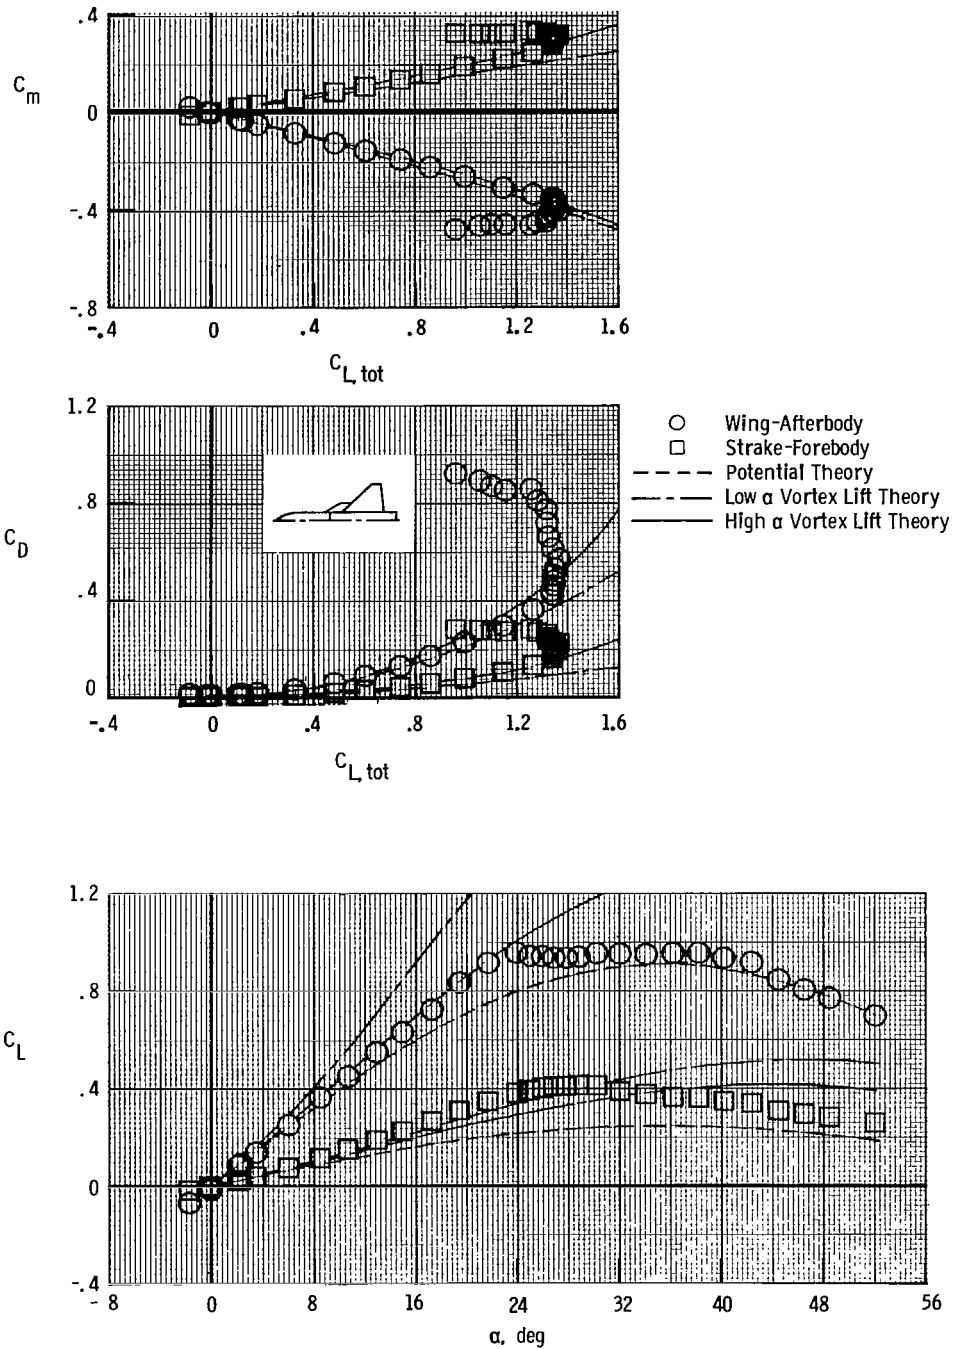 .4
0
-.4
-.8
C_m
-.4 0 .4 .8 1.2 1.6
C_L, tot
1.2
.8
.4
0
C_D
-.4 0 .4 .8 1.2 1.6
C_L, tot
Wing-Afterbody
Strake-Forebody
Potential Theory
Low α Vortex Lift Theory
High α Vortex Lift Theory
1.2
.8
.4
0
-.4
C_L
-8 0 8 16 24 32 40 48 56
α, deg